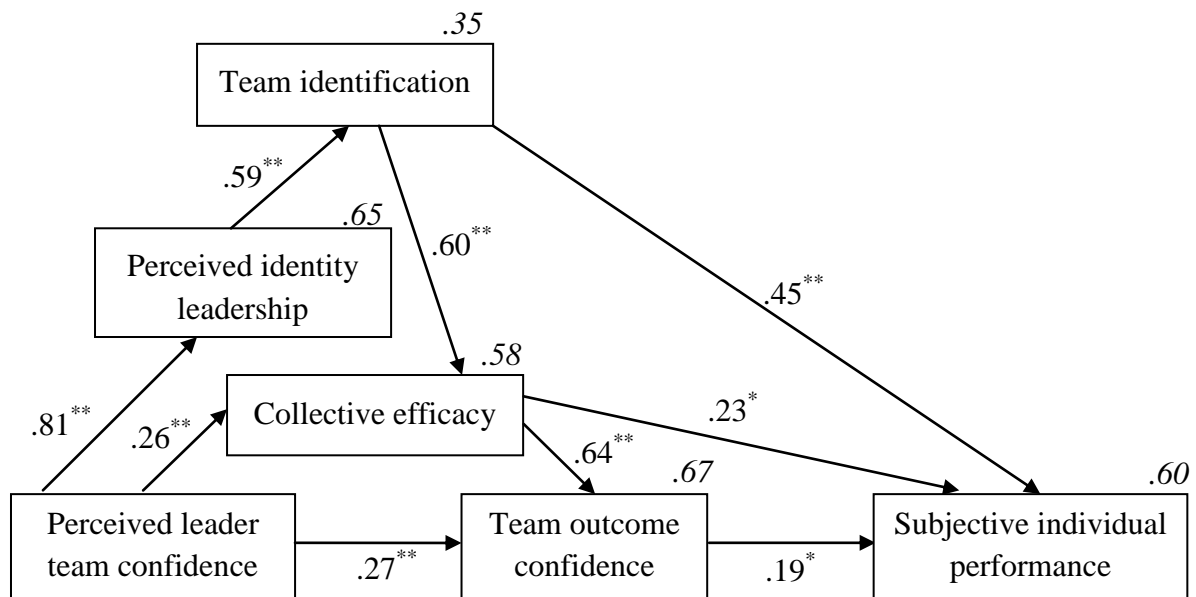 .35
Team identification
.59**
.65
Perceived identity
leadership
.60**
.45**
.58
Collective efficacy
.81**
.26**
.23*
.64**
.67
.60
Perceived leader
team confidence
Team outcome
confidence
Subjective individual
performance
.27**
.19*